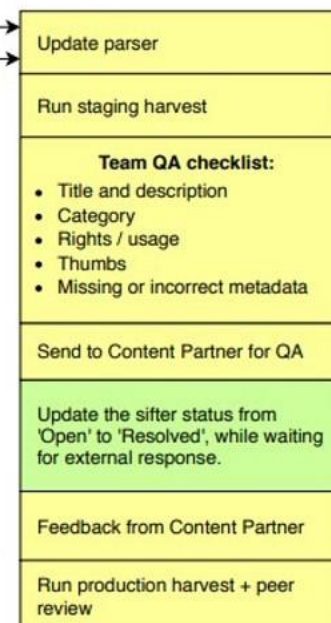 Update parser
Run staging harvest
Team QA checklist:
• Title and description
• Category
• Rights / usage
• Thumbs
• Missing or incorrect metadata
Send to Content Partner for QA
Update the sifter status from
'Open' to 'Resolved', while waiting
for external response.
Feedback from Content Partner
Run production harvest + peer
review